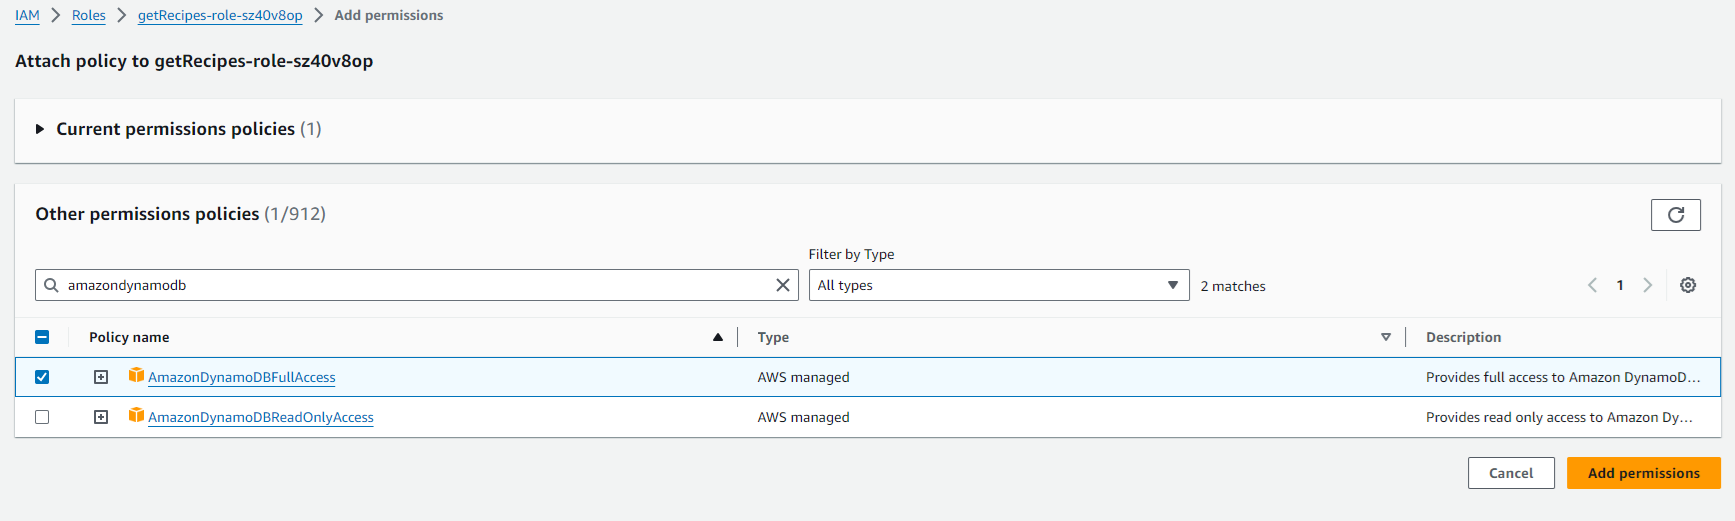 IAM > Roles > getRecipes-role-sz40v8op > Add permissions
Attach policy to getRecipes-role-sz40v8op
Current permissions policies (1)
Other permissions policies (1/912)
Filter by Type
amazondynamodb All types 2 matches 1
Policy name Type Description
AmazonDynamoDBFullAccess AWS managed Provides full access to Amazon DynamoD...
AmazonDynamoDBReadOnlyAccess AWS managed Provides read only access to Amazon Dy...
Cancel Add permissions